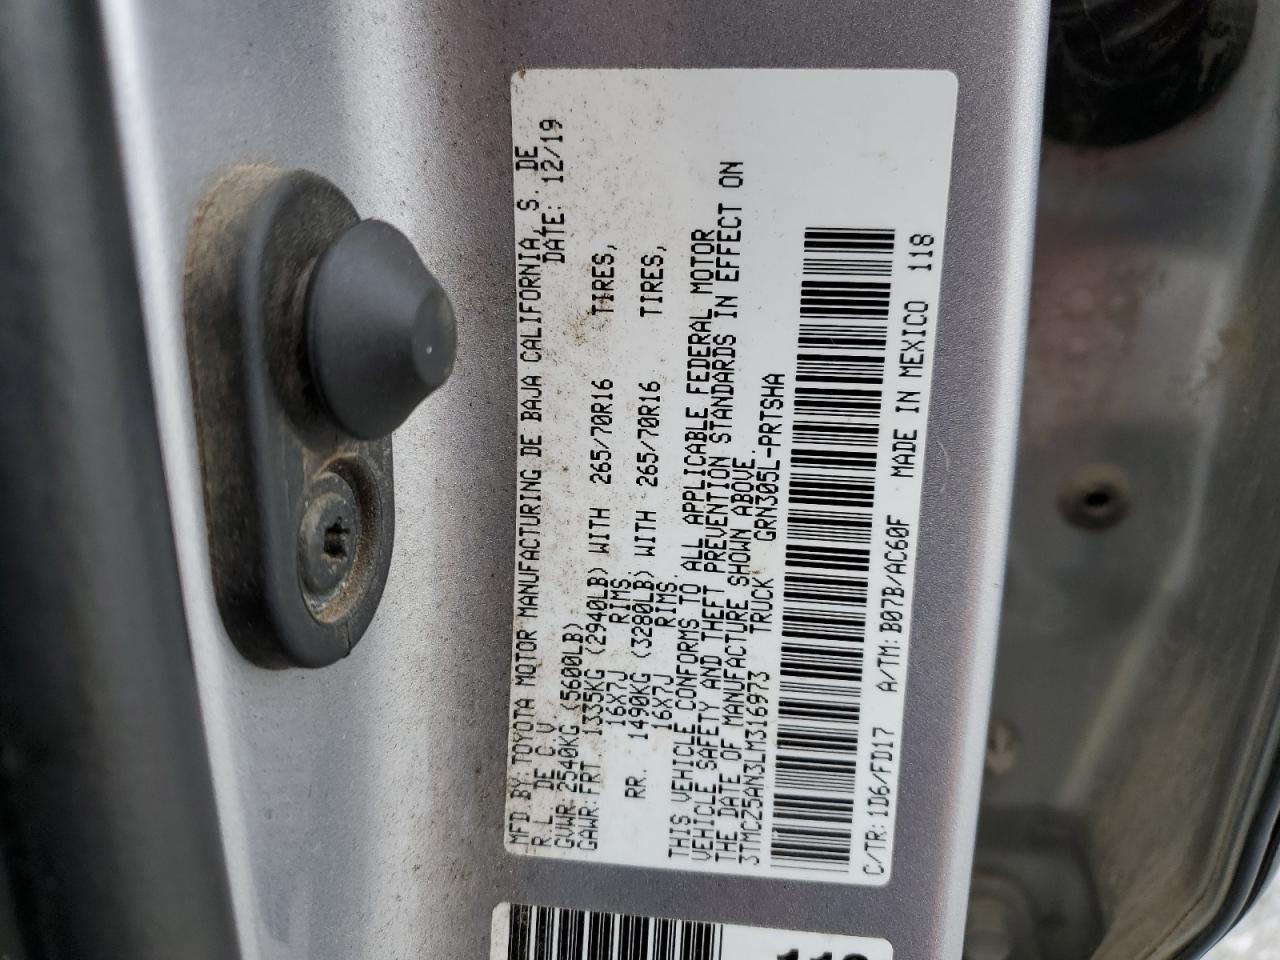 MFD BY:TOYOTA MOTOR MANUFACTURING DE BAJA CALIFORNIA, S. DE
R.L. DE C.V. DATE: 12/19
GVWR:2540KG (5600LB)
GAWR:FRT 1335KG (2940LB) WITH 265/70R16 TIRES,
16X7J RIMS
RR. 1490KG (3280LB) WITH 265/70R16 TIRES,
16X7J RIMS.
THIS VEHICLE CONFORMS TO ALL APPLICABLE FEDERAL MOTOR
VEHICLE SAFETY AND THEFT PREVENTION STANDARDS IN EFFECT ON
THE DATE OF MANUFACTURE SHOWN ABOVE.
3TMCZ5AN3LM316973 TRUCK GRN305L-PRTSHA
C/TR:1D6/FD17 A/TM:B07B/AC60F MADE IN MEXICO 118